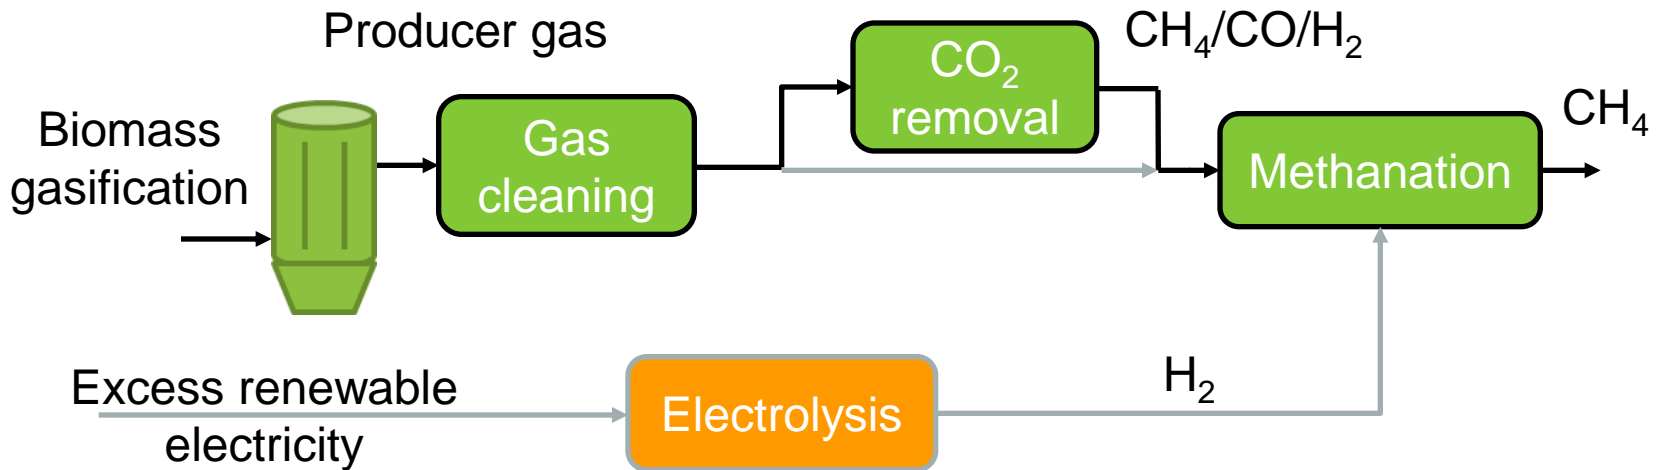 Producer gas
CH₄/CO/H₂
CO₂
removal
CH₄
Biomass
gasification
Gas
cleaning
Methanation
Excess renewable
electricity
Electrolysis
H₂